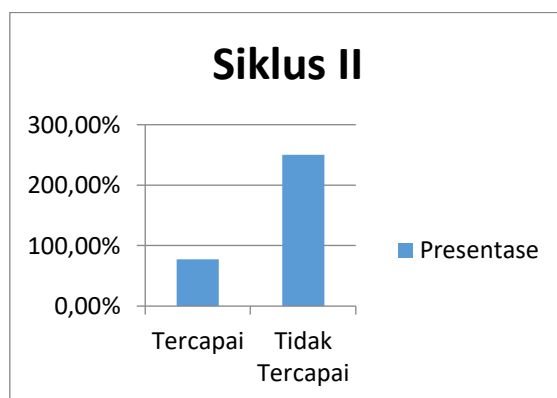 Siklus II
300,00%
200,00%
100,00%
0,00%
Tercapai
Tidak
Tercapai
Presentase